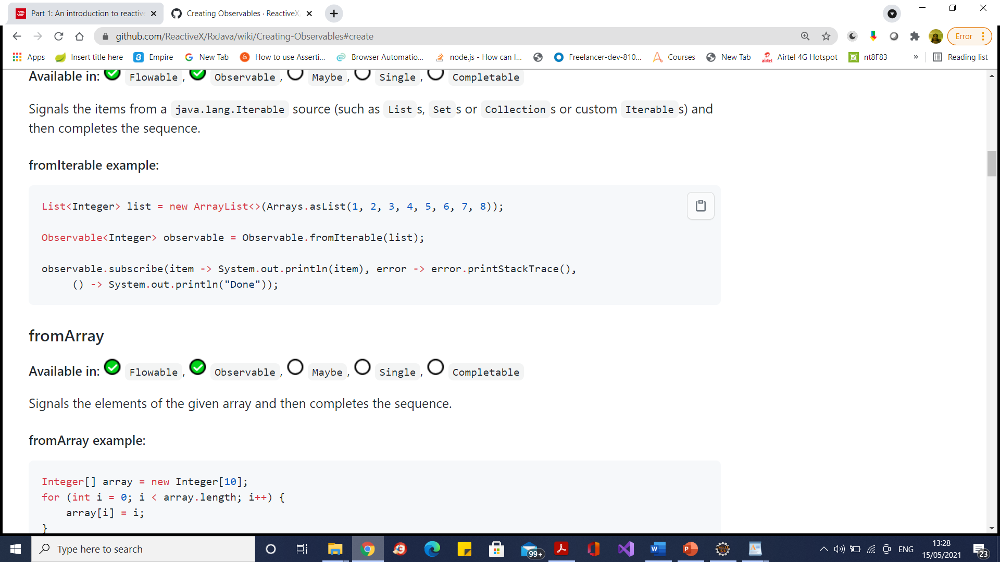 Part 1: An introduction to reactiv
Creating Observables · ReactiveX
github.com/ReactiveX/RxJava/wiki/Creating-Observables#create
Error
Apps
Insert title here
Empire
New Tab
How to use Asserti...
Browser Automatio...
node.js - How can I...
Freelancer-dev-810...
Courses
New Tab
airtel
Airtel 4G Hotspot
nt8F83
»
Reading list
Available in: Flowable , Observable , Maybe , Single , Completable
Signals the items from a java.lang.Iterable source (such as List s, Set s or Collection s or custom Iterable s) and
then completes the sequence.
fromIterable example:
List<Integer> list = new ArrayList<>(Arrays.asList(1, 2, 3, 4, 5, 6, 7, 8));
Observable<Integer> observable = Observable.fromIterable(list);
observable.subscribe(item -> System.out.println(item), error -> error.printStackTrace(),
() -> System.out.println("Done"));
fromArray
Available in: Flowable , Observable , Maybe , Single , Completable
Signals the elements of the given array and then completes the sequence.
fromArray example:
Integer[] array = new Integer[10];
for (int i = 0; i < array.length; i++) {
array[i] = i;
}
Type here to search
99+
ENG
13:28
15/05/2021
23